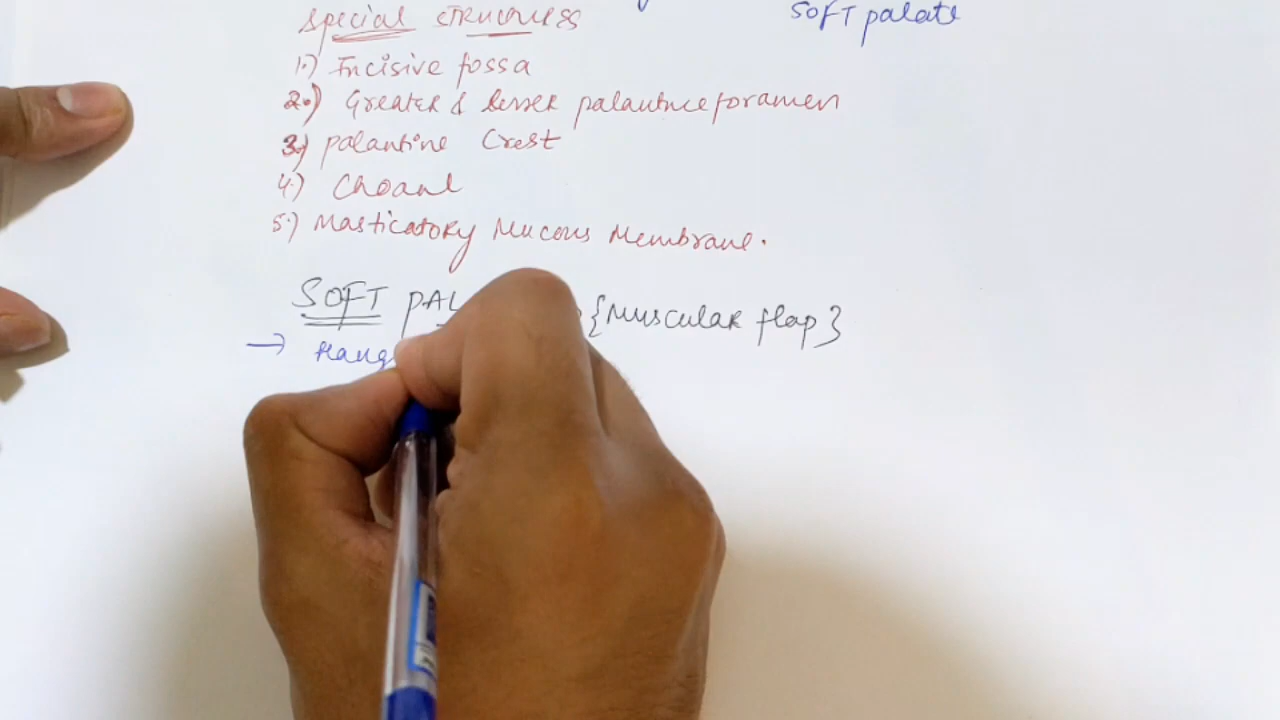 SOFT palate
Special structures
1.) Incisive fossa
2.) Greater & lesser palantine foramen
3.) palantine Crest
4.) Choanl
5.) Masticatory Mucous Membrane.
SOFT PAL {Muscular flap}
→ Hang